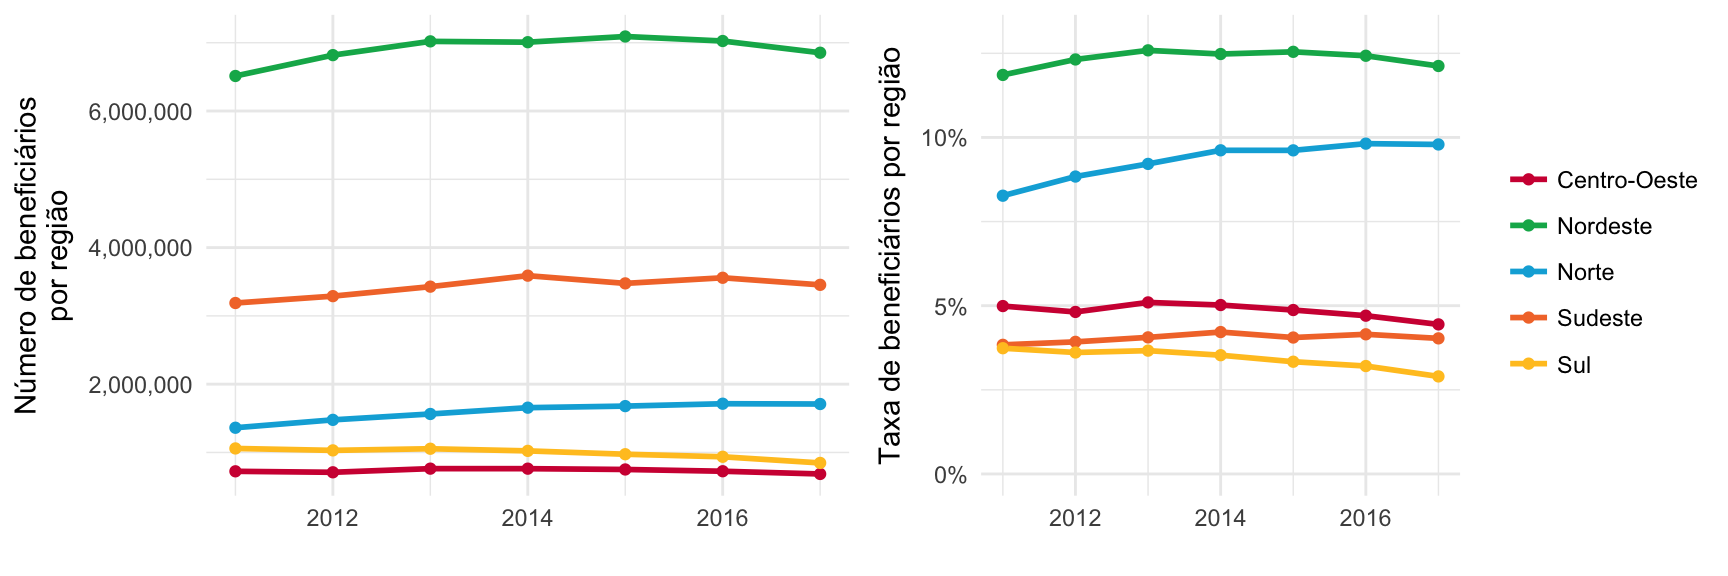 Número de beneficiários
por região
6,000,000
4,000,000
2,000,000
2012
2014
2016
Taxa de beneficiários por região
10%
5%
0%
2012
2014
2016
Centro-Oeste
Nordeste
Norte
Sudeste
Sul